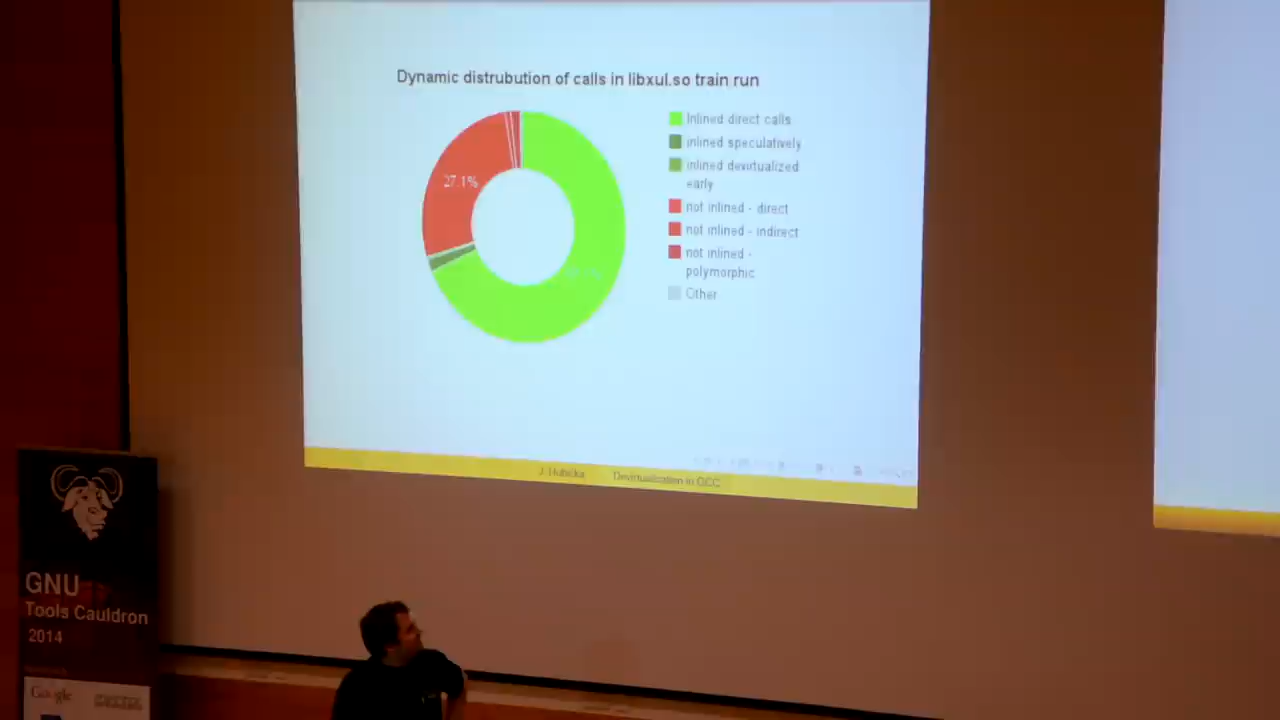 Dynamic distrubution of calls in libxul.so train run
27.1%
Inlined direct calls
inlined speculatively
inlined devirtualized
early
not inlined - direct
not inlined - indirect
not inlined -
polymorphic
Other
J. Hubička Devirtualization in GCC
GNU
Tools Cauldron
2014
Google